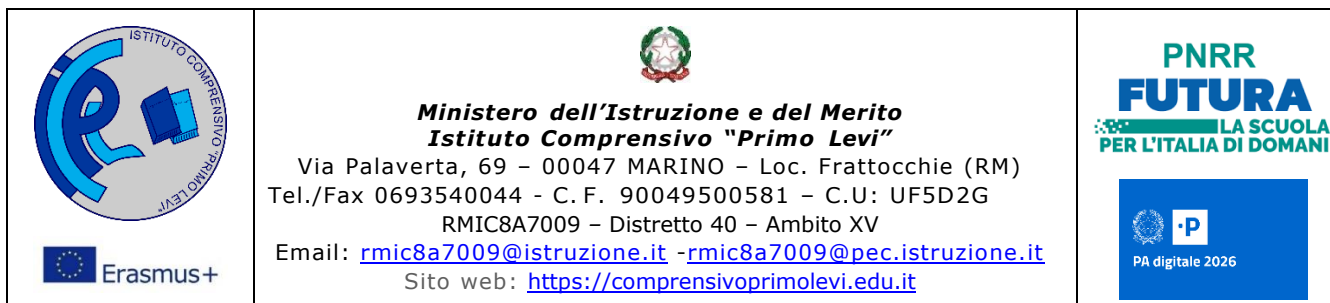 ISTITUTO COMPRENSIVO "PRIMO LEVI"
Erasmus+
Ministero dell'Istruzione e del Merito
Istituto Comprensivo “Primo Levi”
Via Palaverta, 69 – 00047 MARINO – Loc. Frattocchie (RM)
Tel./Fax 0693540044 - C. F. 90049500581 – C.U: UF5D2G
RMIC8A7009 – Distretto 40 – Ambito XV
Email: rmic8a7009@istruzione.it -rmic8a7009@pec.istruzione.it
Sito web: https://comprensivoprimolevi.edu.it
PNRR
FUTURA
LA SCUOLA
PER L'ITALIA DI DOMANI
·P
PA digitale 2026